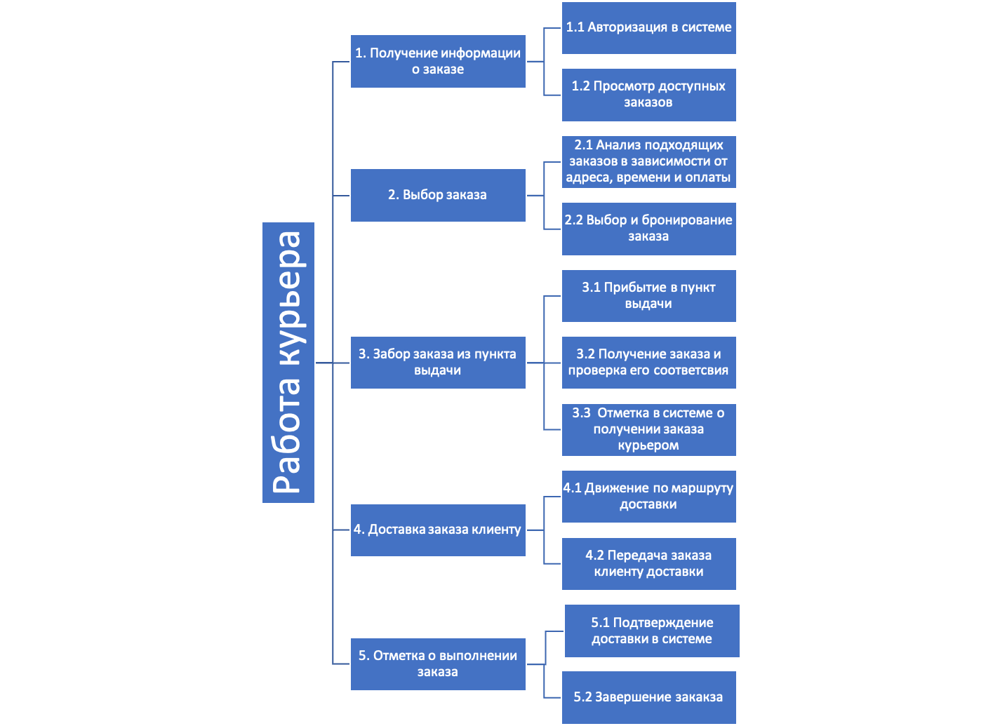 Работа курьера
1. Получение информации
о заказе
1.1 Авторизация в системе
1.2 Просмотр доступных
заказов
2. Выбор заказа
2.1 Анализ подходящих
заказов в зависимости от
адреса, времени и оплаты
2.2 Выбор и бронирование
заказа
3. Забор заказа из пункта
выдачи
3.1 Прибытие в пункт
выдачи
3.2 Получение заказа и
проверка его соответсвия
3.3 Отметка в системе о
получении заказа
курьером
4. Доставка заказа клиенту
4.1 Движение по маршруту
доставки
4.2 Передача заказа
клиенту доставки
5. Отметка о выполнении
заказа
5.1 Подтверждение
доставки в системе
5.2 Завершение закакза